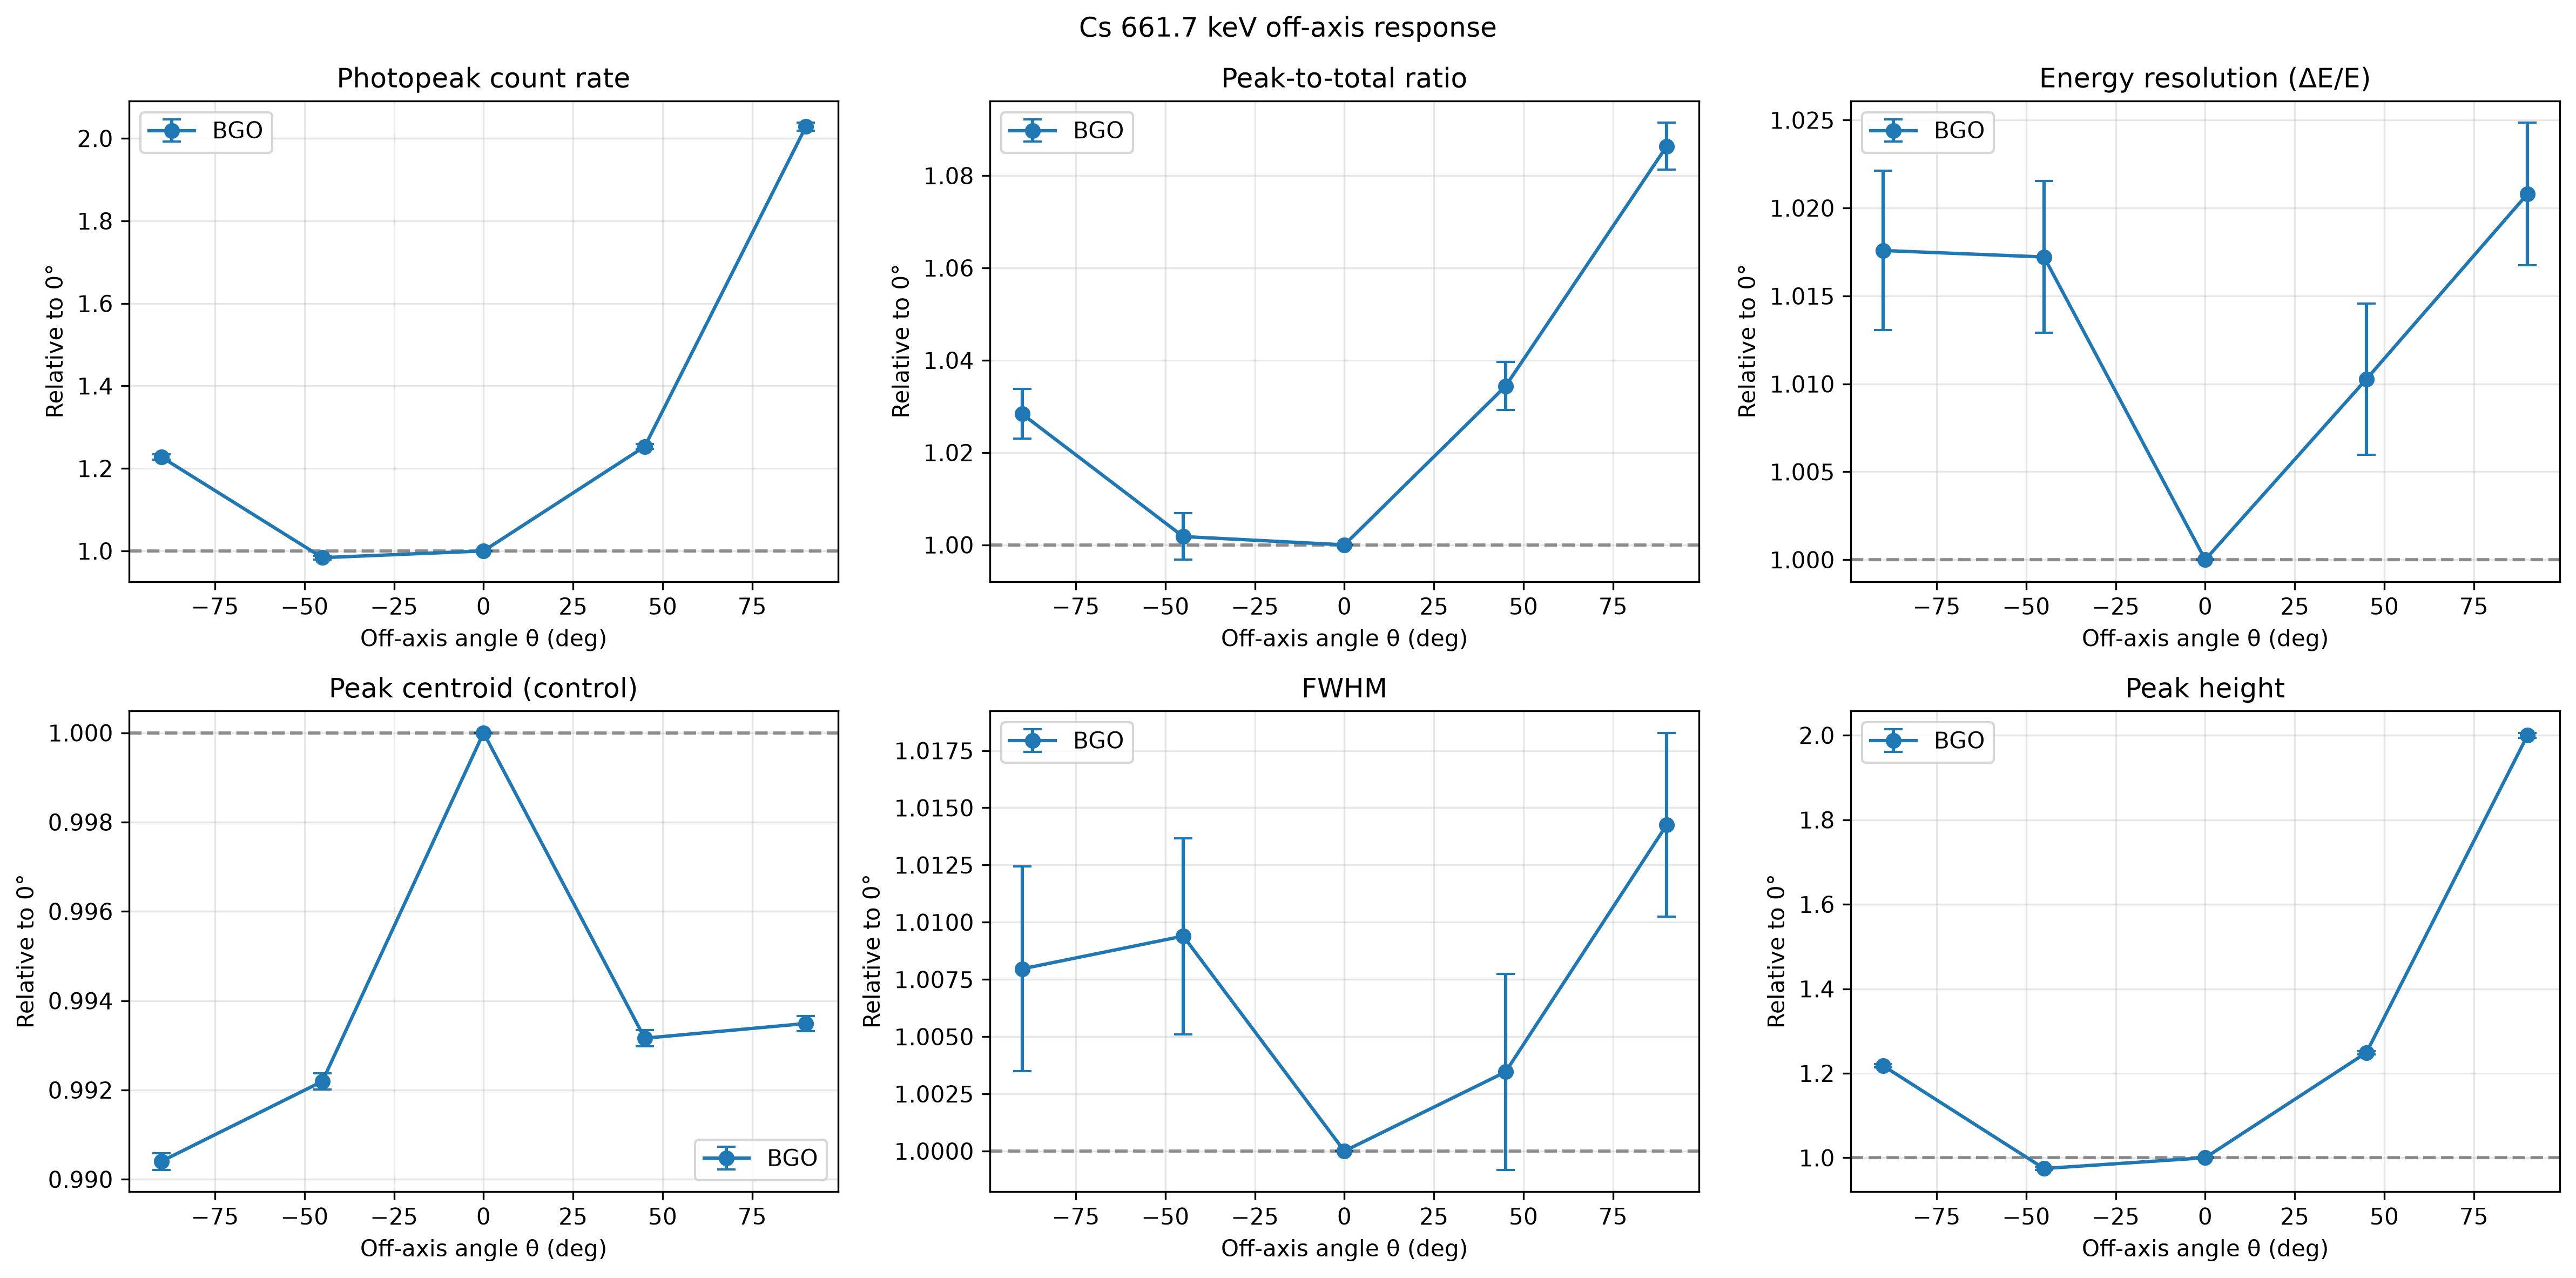 Cs 661.7 keV off-axis response
Photopeak count rate
BGO
Relative to 0°
2.0
1.8
1.6
1.4
1.2
1.0
−75 −50 −25 0 25 50 75
Off-axis angle θ (deg)
Peak-to-total ratio
BGO
Relative to 0°
1.08
1.06
1.04
1.02
1.00
−75 −50 −25 0 25 50 75
Off-axis angle θ (deg)
Energy resolution (ΔE/E)
BGO
Relative to 0°
1.025
1.020
1.015
1.010
1.005
1.000
−75 −50 −25 0 25 50 75
Off-axis angle θ (deg)
Peak centroid (control)
Relative to 0°
1.000
0.998
0.996
0.994
0.992
0.990
BGO
−75 −50 −25 0 25 50 75
Off-axis angle θ (deg)
FWHM
BGO
Relative to 0°
1.0175
1.0150
1.0125
1.0100
1.0075
1.0050
1.0025
1.0000
−75 −50 −25 0 25 50 75
Off-axis angle θ (deg)
Peak height
BGO
Relative to 0°
2.0
1.8
1.6
1.4
1.2
1.0
−75 −50 −25 0 25 50 75
Off-axis angle θ (deg)